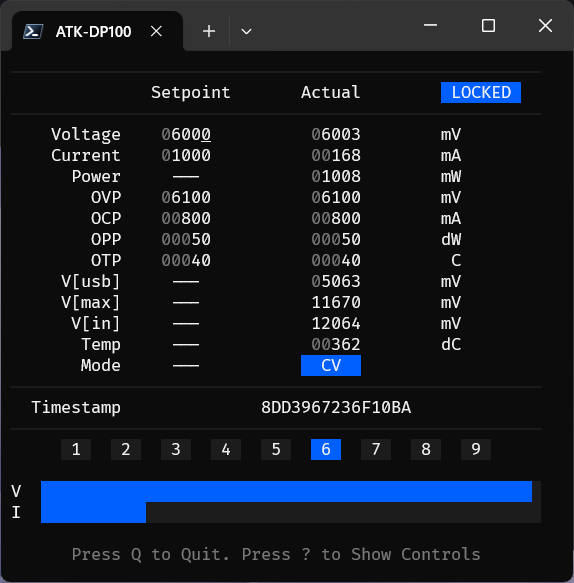 ATK-DP100
Setpoint Actual LOCKED
Voltage 06000 06003 mV
Current 01000 00168 mA
Power --- 01008 mW
OVP 06100 06100 mV
OCP 00800 00800 mA
OPP 00050 00050 dW
OTP 00040 00040 C
V[usb] --- 05063 mV
V[max] --- 11670 mV
V[in] --- 12064 mV
Temp --- 00362 dC
Mode --- CV
Timestamp 8DD3967236F10BA
1 2 3 4 5 6 7 8 9
V
I
Press Q to Quit. Press ? to Show Controls